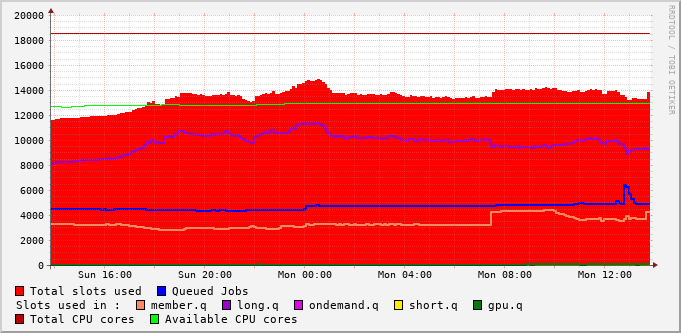 20000
18000
16000
14000
12000
10000
8000
6000
4000
2000
0
Sun 16:00 Sun 20:00 Mon 00:00 Mon 04:00 Mon 08:00 Mon 12:00
Total slots used Queued Jobs
Slots used in : member.q long.q ondemand.q short.q gpu.q
Total CPU cores Available CPU cores
RRDTOOL / TOBI OETIKER